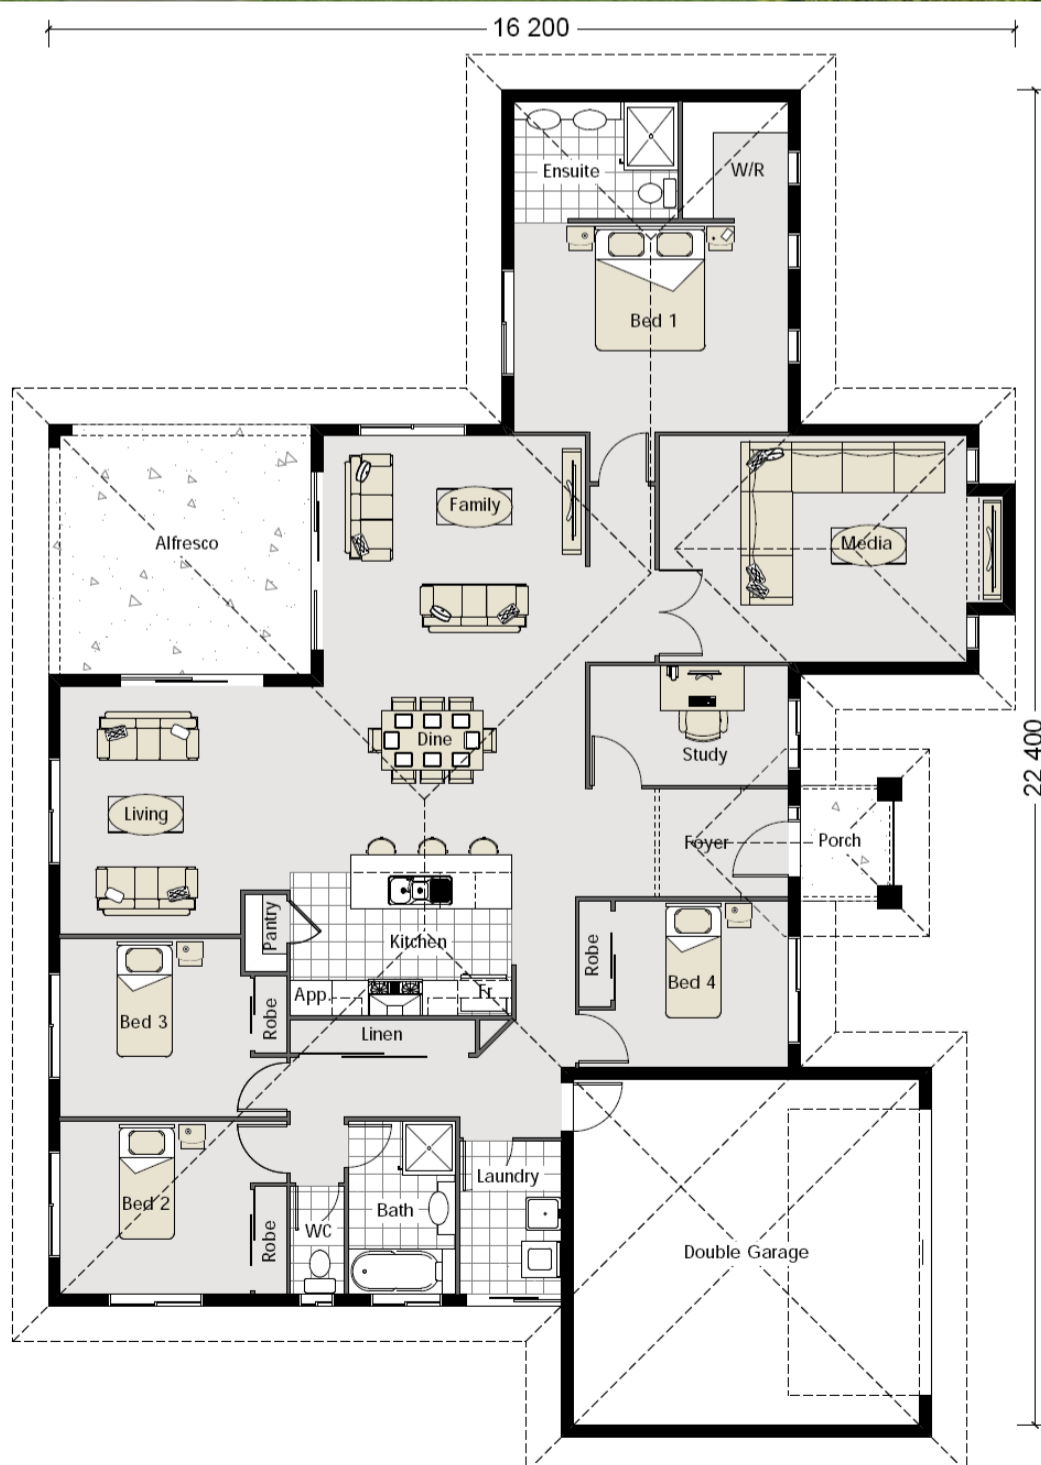 16 200
Ensuite
W/R
Bed 1
Family
Alfresco
Media
Dine
Study
22 400
Living
Foyer
Porch
Pantry
Kitchen
Robe
Bed 4
App.
Fr.
Bed 3
Robe
Linen
Laundry
Bed 2
Bath
WC
Robe
Double Garage